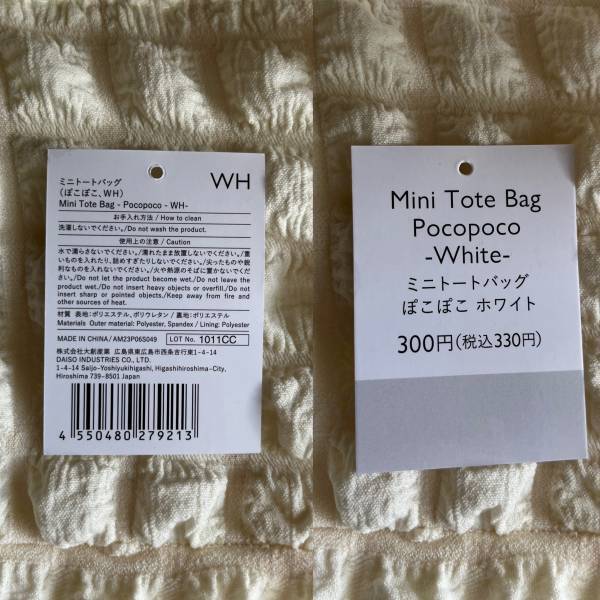 WH
ミニトートバッグ
（ぽこぽこ、WH）
Mini Tote Bag - Pocopoco - WH-
お手入れ方法 / How to clean
洗濯しないでください。/Do not wash the product.
使用上の注意 / Caution
水で濡らさないでください。/濡れたまま放置しないでください。/重
いものを入れたり、詰めすぎたりしないでください。/尖ったものや鋭
利なものを入れないでください。/火や熱源のそばに置かないでくださ
い。/Do not let the product become wet./Do not leave the
product wet./Do not insert heavy objects or overfill./Do not
insert sharp or pointed objects./Keep away from fire and
other sources of heat.
材質 表地:ポリエステル、ポリウレタン / 裏地:ポリエステル
Materials Outer material: Polyester, Spandex / Lining: Polyester
MADE IN CHINA/AM23P06S049 LOT No. 1011CC
株式会社大創産業 広島県東広島市西条吉行東1-4-14
DAISO INDUSTRIES CO., LTD.
1-4-14 Saijo-Yoshiyukihigashi, Higashihiroshima-City,
Hiroshima 739-8501 Japan
4 550480 279213
Mini Tote Bag
Pocopoco
-White-
ミニトートバッグ
ぽこぽこ ホワイト
300円(税込330円)